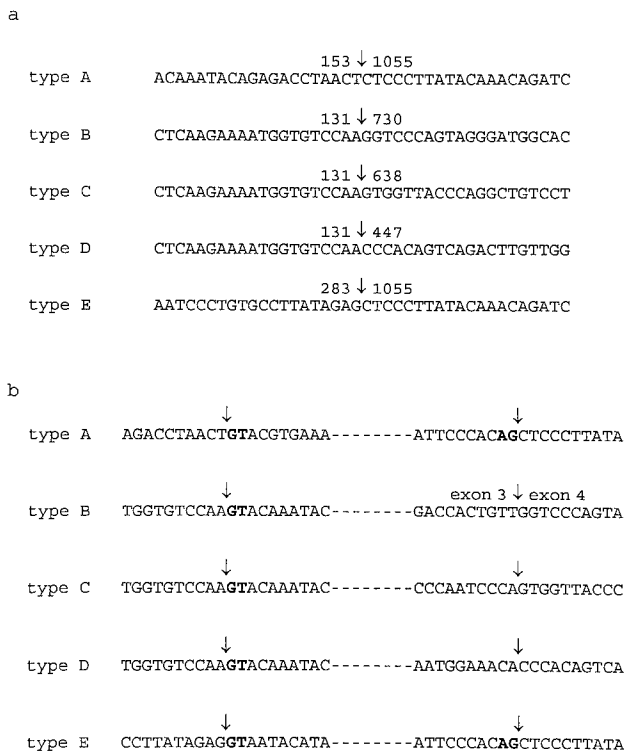 a
153 ↓ 1055
type A ACAAATACAGAGACCTAACTCTCCCTTATACAAACAGATC
131 ↓ 730
type B CTCAAGAAAATGGTGTCCAAGGTCCCAGTAGGGATGGCAC
131 ↓ 638
type C CTCAAGAAAATGGTGTCCAAGTGGTTACCCAGGCTGTCCT
131 ↓ 447
type D CTCAAGAAAATGGTGTCCAACCCACAGTCAGACTTGTTGG
283 ↓ 1055
type E AATCCCTGTGCCTTATAGAGCTCCCTTATACAAACAGATC
b
↓ ↓
type A AGACCTAACTGTACGTGAAA--------ATTCCCACAGCTCCCTTATA
↓ exon 3 ↓ exon 4
type B TGGTGTCCAAGTACAAATAC--------GACCACTGTTGGTCCCAGTA
↓ ↓
type C TGGTGTCCAAGTACAAATAC--------CCCAATCCCAGTGGTTACCC
↓ ↓
type D TGGTGTCCAAGTACAAATAC--------AATGGAAACACCCACAGTCA
↓ ↓
type E CCTTATAGAGGTAATACATA--------ATTCCCACAGCTCCCTTATA